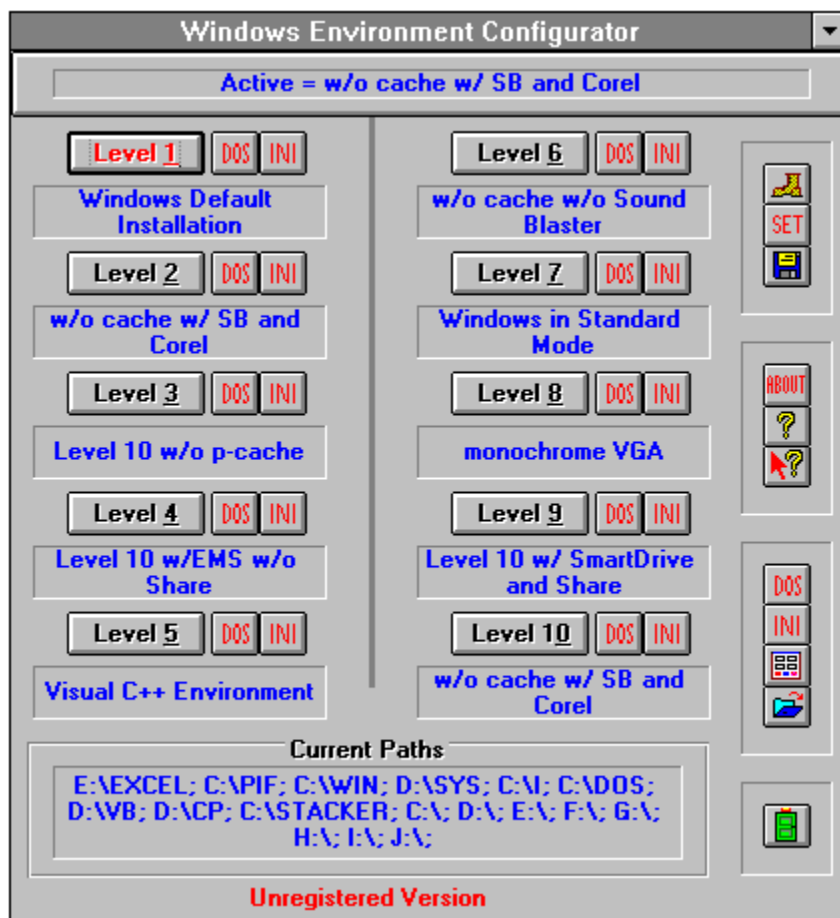 Windows Environment Configurator
Active = w/o cache w/ SB and Corel
Level 1 DOS INI
Windows Default
Installation
Level 2 DOS INI
w/o cache w/ SB and
Corel
Level 3 DOS INI
Level 10 w/o p-cache
Level 4 DOS INI
Level 10 w/EMS w/o
Share
Level 5 DOS INI
Visual C++ Environment
Level 6 DOS INI
w/o cache w/o Sound
Blaster
Level 7 DOS INI
Windows in Standard
Mode
Level 8 DOS INI
monochrome VGA
Level 9 DOS INI
Level 10 w/ SmartDrive
and Share
Level 10 DOS INI
w/o cache w/ SB and
Corel
SET
ABOUT
?
?
DOS
INI
Current Paths
E:\EXCEL; C:\PIF; C:\WIN; D:\SYS; C:\I; C:\DOS;
D:\VB; D:\CP; C:\STACKER; C:\; D:\; E:\; F:\; G:\;
H:\; I:\; J:\;
Unregistered Version